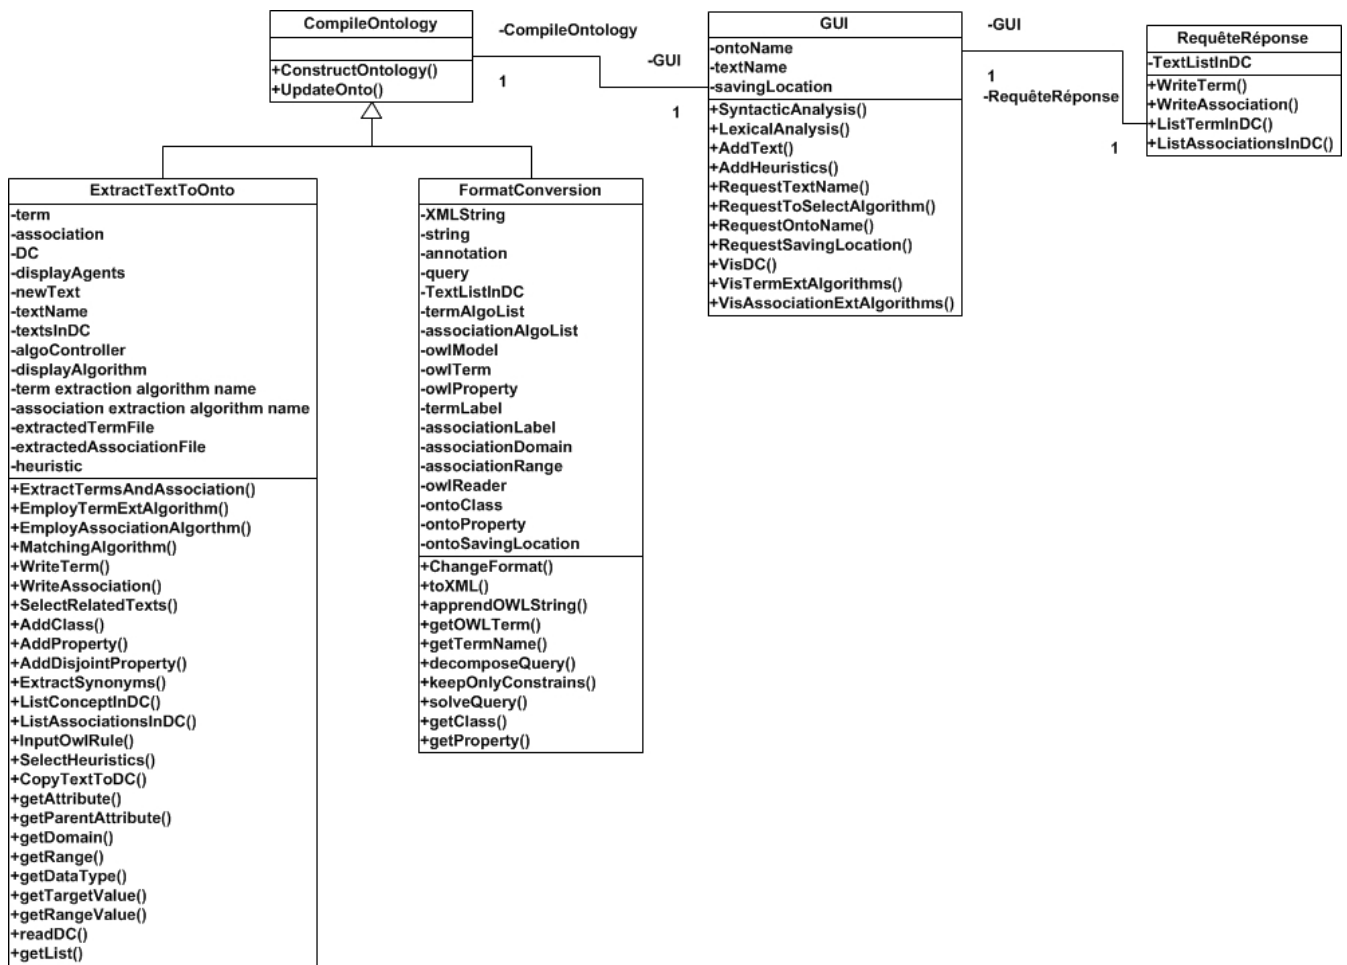 CompileOntology
+ConstructOntology()
+UpdateOnto()
-CompileOntology
1
-GUI
1
GUI
-ontoName
-textName
-savingLocation
+SyntacticAnalysis()
+LexicalAnalysis()
+AddText()
+AddHeuristics()
+RequestTextName()
+RequestToSelectAlgorithm()
+RequestOntoName()
+RequestSavingLocation()
+VisDC()
+VisTermExtAlgorithms()
+VisAssociationExtAlgorithms()
-GUI
1
-RequêteRéponse
1
RequêteRéponse
-TextListInDC
+WriteTerm()
+WriteAssociation()
+ListTermInDC()
+ListAssociationsInDC()
ExtractTextToOnto
-term
-association
-DC
-displayAgents
-newText
-textName
-textsInDC
-algoController
-displayAlgorithm
-term extraction algorithm name
-association extraction algorithm name
-extractedTermFile
-extractedAssociationFile
-heuristic
+ExtractTermsAndAssociation()
+EmployTermExtAlgorithm()
+EmployAssociationAlgorthm()
+MatchingAlgorithm()
+WriteTerm()
+WriteAssociation()
+SelectRelatedTexts()
+AddClass()
+AddProperty()
+AddDisjointProperty()
+ExtractSynonyms()
+ListConceptInDC()
+ListAssociationsInDC()
+InputOwlRule()
+SelectHeuristics()
+CopyTextToDC()
+getAttribute()
+getParentAttribute()
+getDomain()
+getRange()
+getDataType()
+getTargetValue()
+getRangeValue()
+readDC()
+getList()
FormatConversion
-XMLString
-string
-annotation
-query
-TextListInDC
-termAlgoList
-associationAlgoList
-owlModel
-owlTerm
-owlProperty
-termLabel
-associationLabel
-associationDomain
-associationRange
-owlReader
-ontoClass
-ontoProperty
-ontoSavingLocation
+ChangeFormat()
+toXML()
+apprendOWLString()
+getOWLTerm()
+getTermName()
+decomposeQuery()
+keepOnlyConstrains()
+solveQuery()
+getClass()
+getProperty()